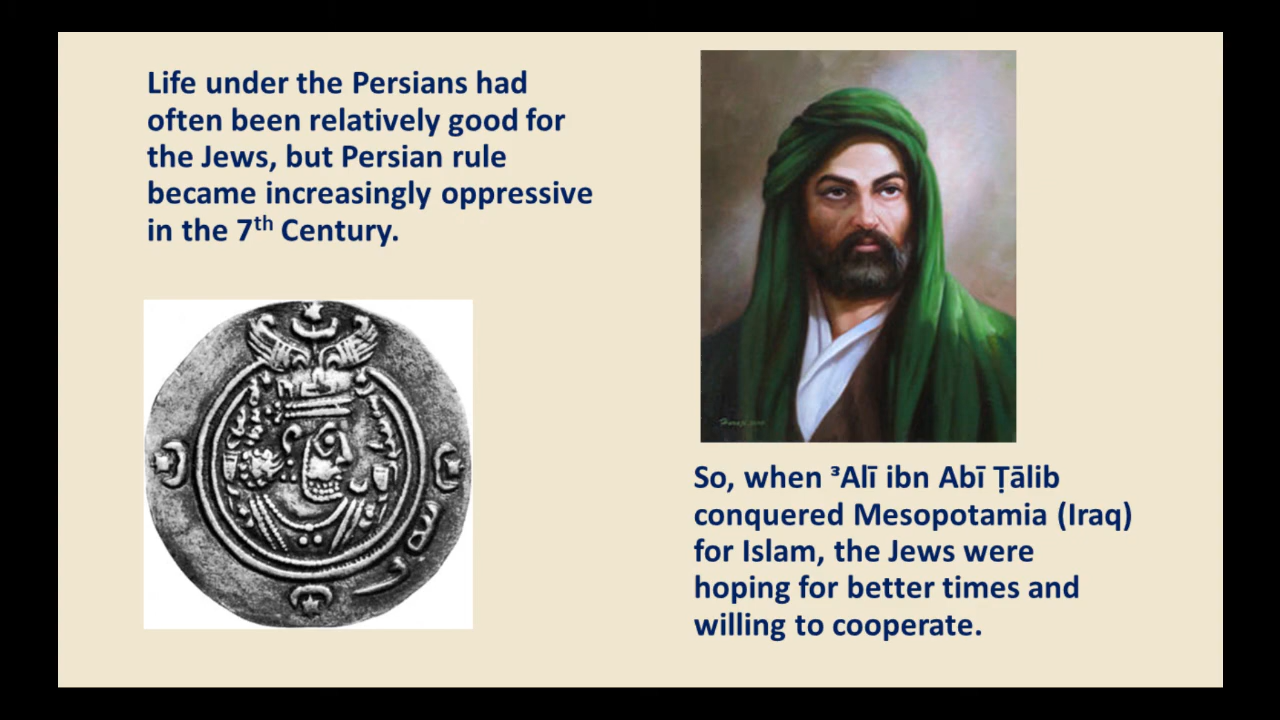 Life under the Persians had
often been relatively good for
the Jews, but Persian rule
became increasingly oppressive
in the 7th Century.
So, when ᶟAlī ibn Abī Ṭālib
conquered Mesopotamia (Iraq)
for Islam, the Jews were
hoping for better times and
willing to cooperate.